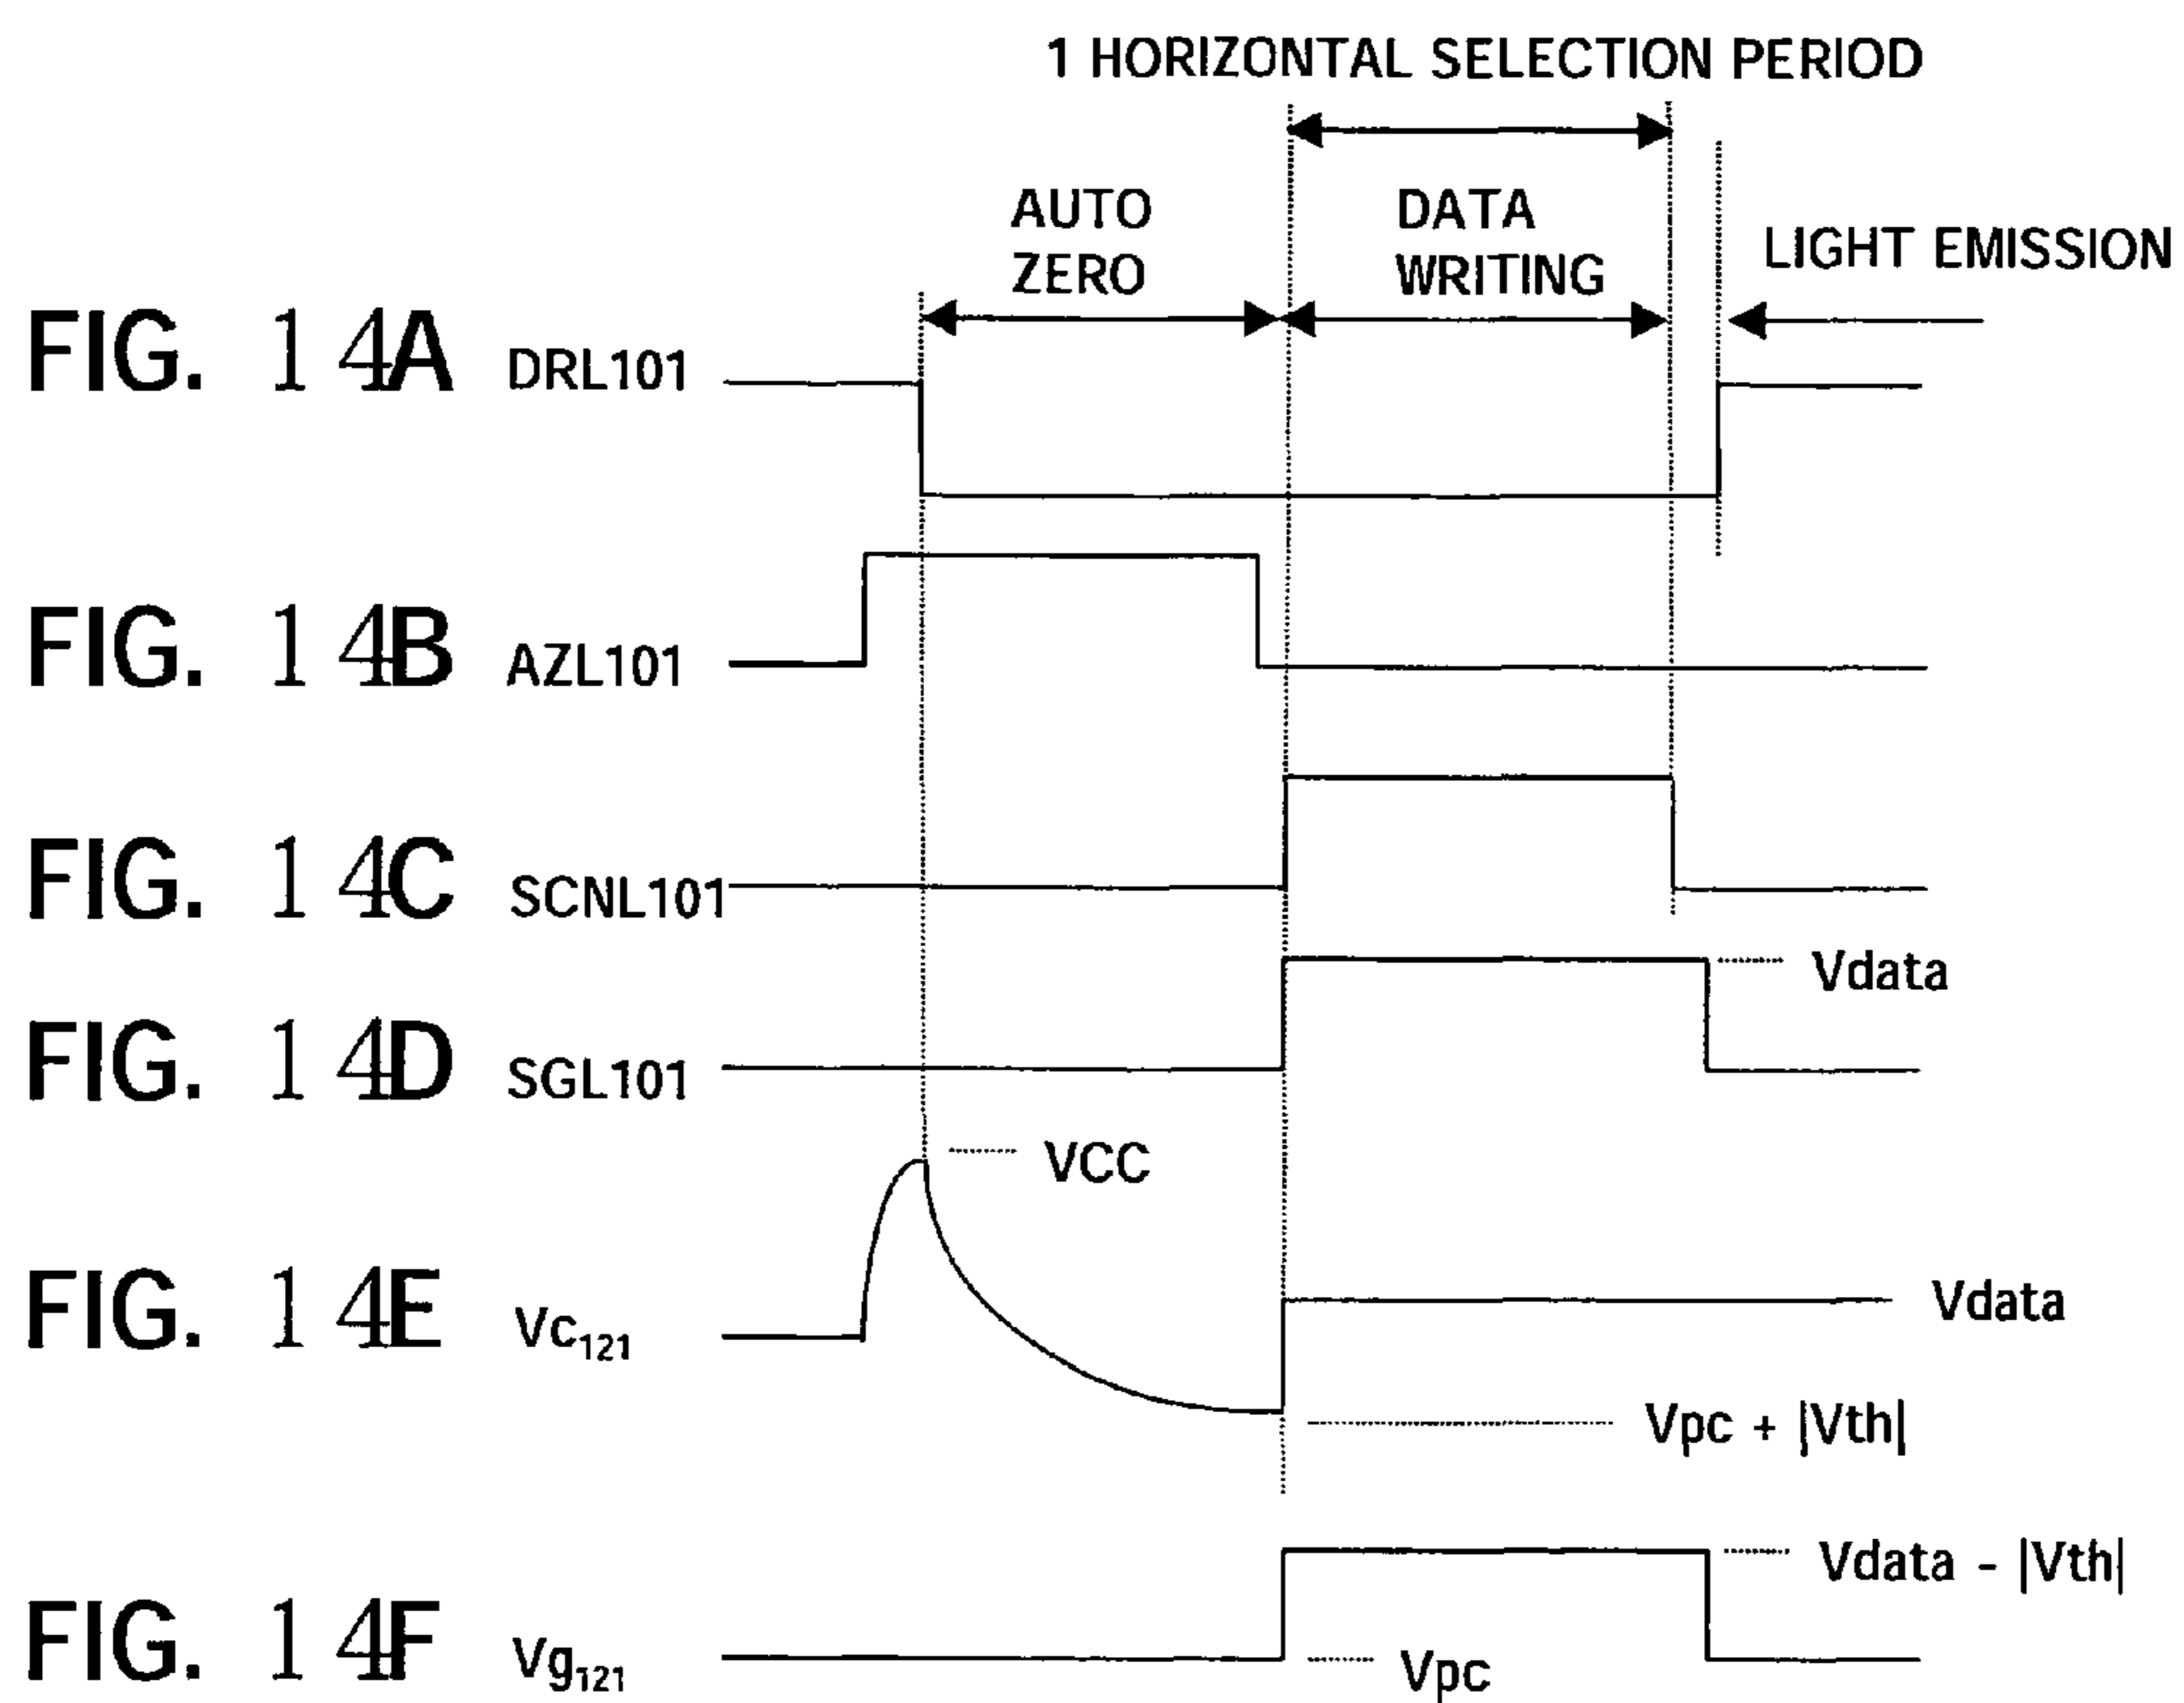 1 HORIZONTAL SELECTION PERIOD
AUTO
ZERO
DATA
WRITING
LIGHT EMISSION
FIG. 14A DRL101
FIG. 14B AZL101
FIG. 14C SCNL101
Vdata
FIG. 14D SGL101
VCC
FIG. 14E Vc121
Vdata
Vpc + |Vth|
Vdata - |Vth|
FIG. 14F Vg121
Vpc